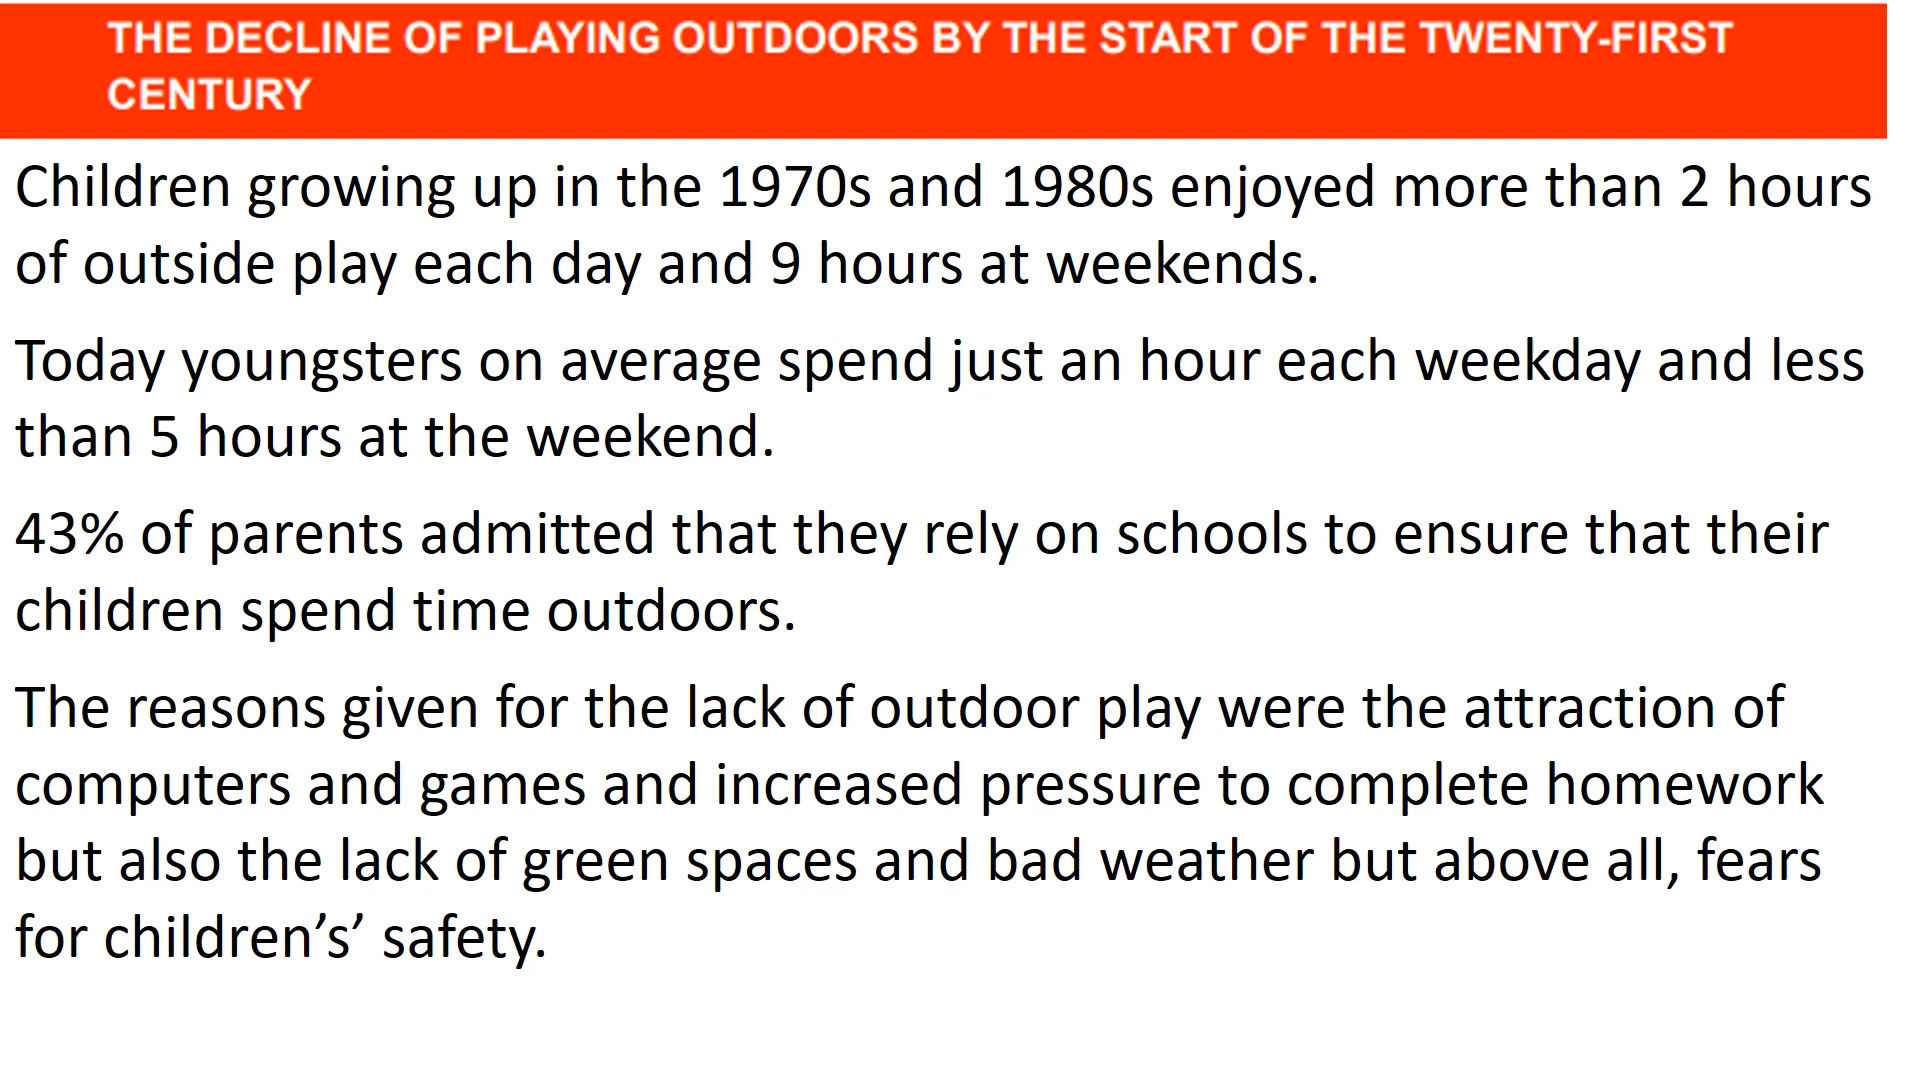 THE DECLINE OF PLAYING OUTDOORS BY THE START OF THE TWENTY-FIRST
CENTURY
Children growing up in the 1970s and 1980s enjoyed more than 2 hours
of outside play each day and 9 hours at weekends.
Today youngsters on average spend just an hour each weekday and less
than 5 hours at the weekend.
43% of parents admitted that they rely on schools to ensure that their
children spend time outdoors.
The reasons given for the lack of outdoor play were the attraction of
computers and games and increased pressure to complete homework
but also the lack of green spaces and bad weather but above all, fears
for children’s’ safety.